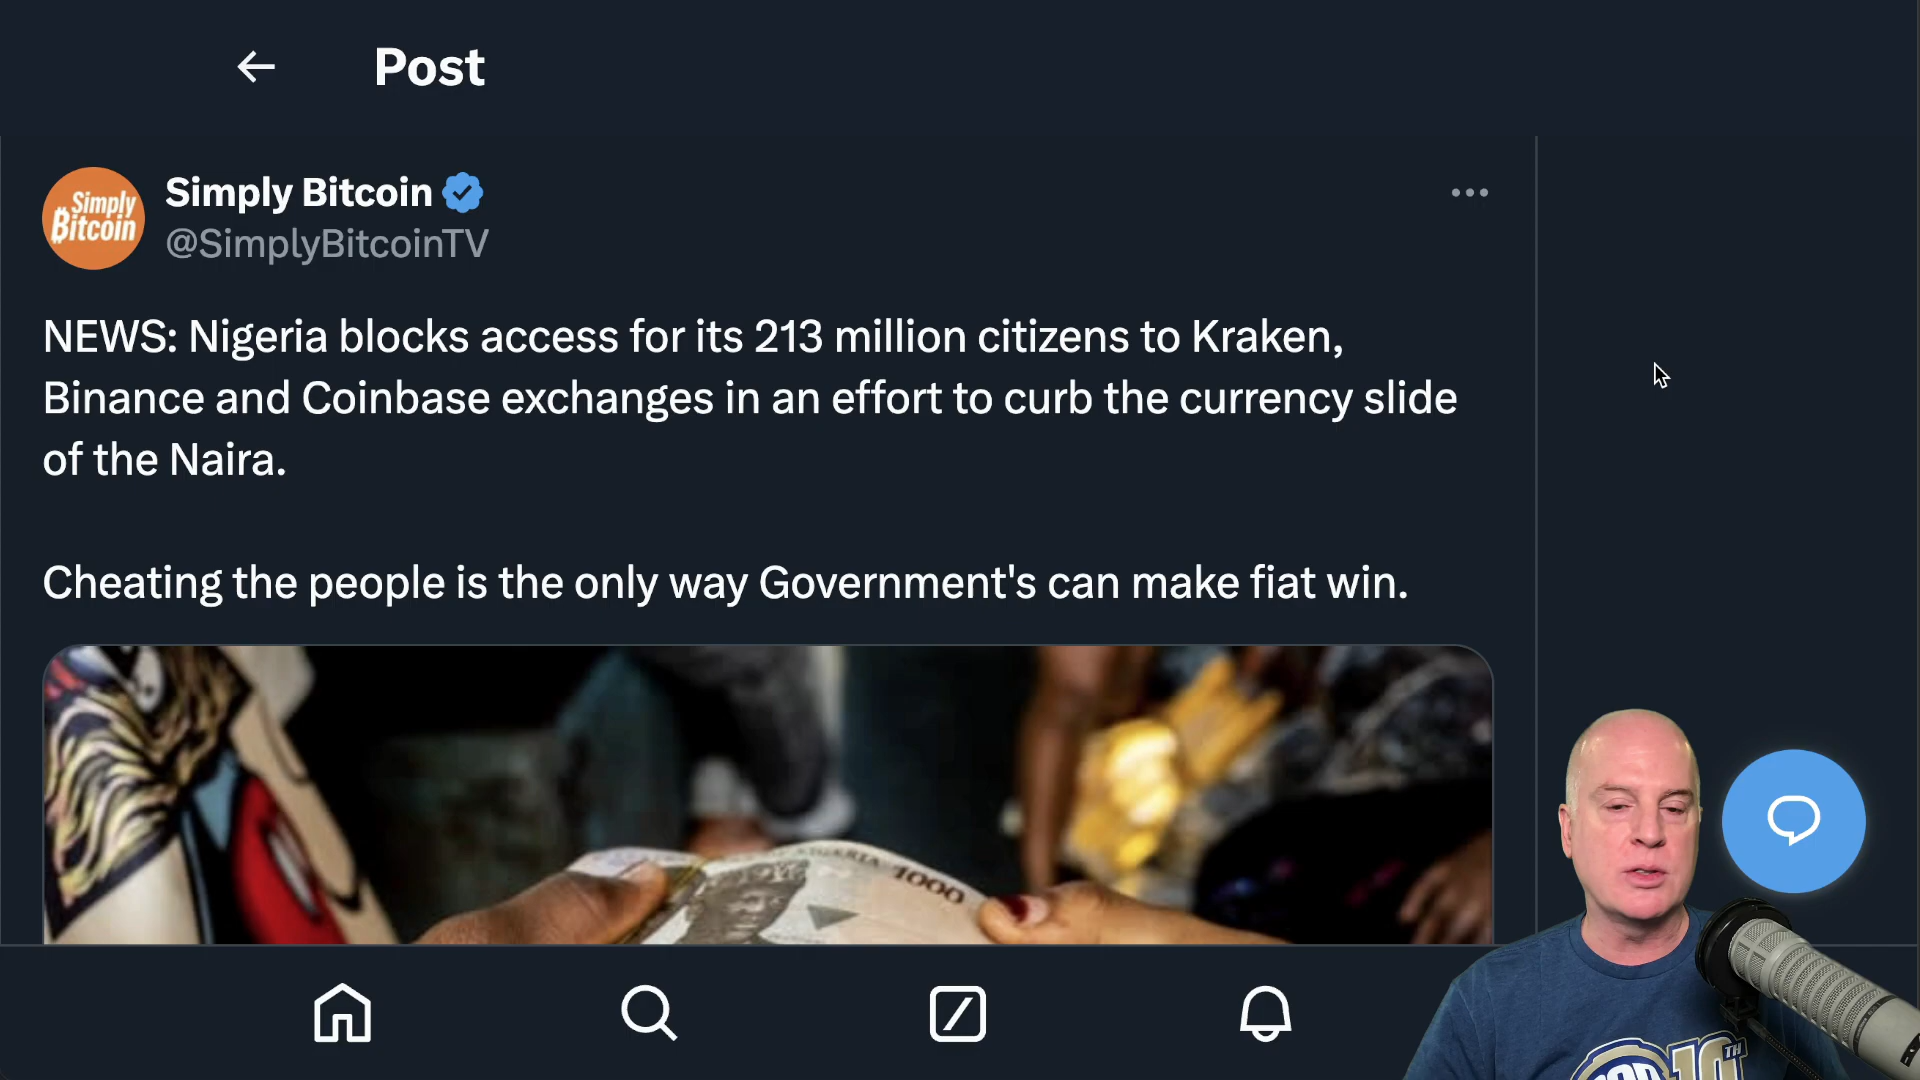 Post
Simply Bitcoin
Simply
Bitcoin
@SimplyBitcoinTV
NEWS: Nigeria blocks access for its 213 million citizens to Kraken,
Binance and Coinbase exchanges in an effort to curb the currency slide
of the Naira.
Cheating the people is the only way Government's can make fiat win.
1000
10TH